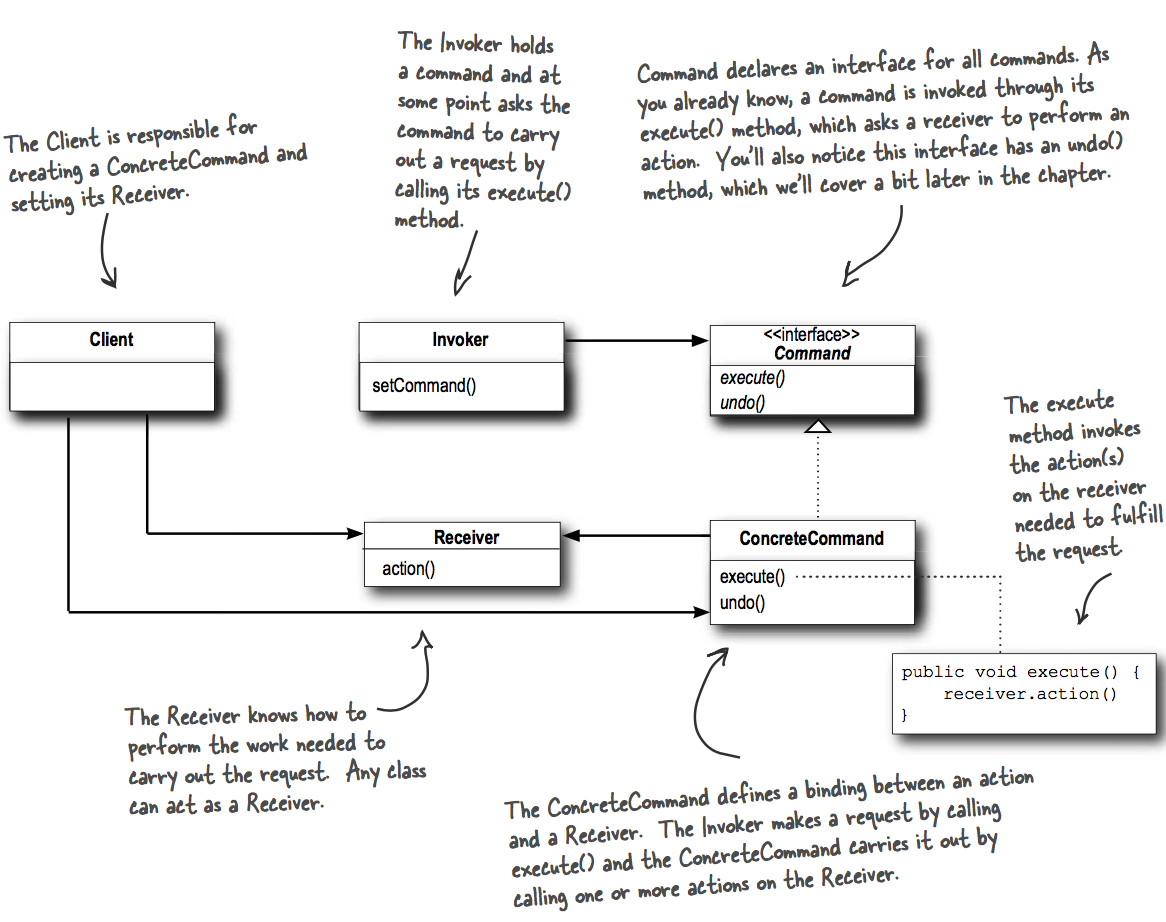 The Client is responsible for
creating a ConcreteCommand and
setting its Receiver.
The Invoker holds
a command and at
some point asks the
command to carry
out a request by
calling its execute()
method.
Command declares an interface for all commands. As
you already know, a command is invoked through its
execute() method, which asks a receiver to perform an
action. You'll also notice this interface has an undo()
method, which we'll cover a bit later in the chapter.
Client
Invoker
setCommand()
<<interface>>
Command
execute()
undo()
The execute
method invokes
the action(s)
on the receiver
needed to fulfill
the request.
Receiver
action()
ConcreteCommand
execute()
undo()
public void execute() {
receiver.action()
}
The Receiver knows how to
perform the work needed to
carry out the request. Any class
can act as a Receiver.
The ConcreteCommand defines a binding between an action
and a Receiver. The Invoker makes a request by calling
execute() and the ConcreteCommand carries it out by
calling one or more actions on the Receiver.